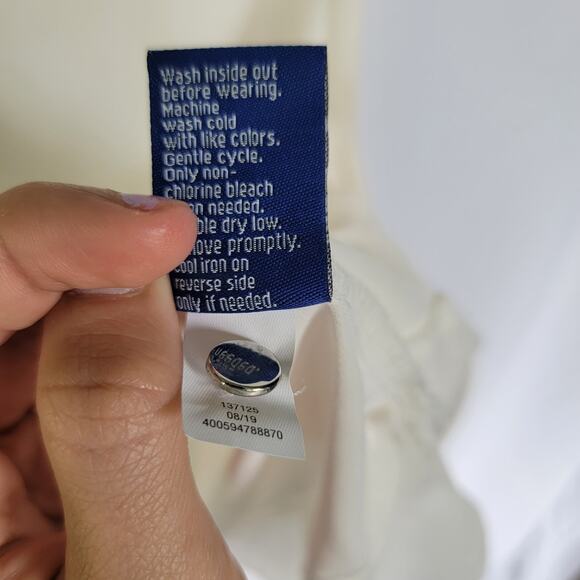 Wash inside out
before wearing.
Machine
wash cold
with like colors.
Gentle cycle.
Only non-
chlorine bleach
needed.
dry low.
promptly.
iron on
reverse side
only if needed.
137125
08/19
400594788870